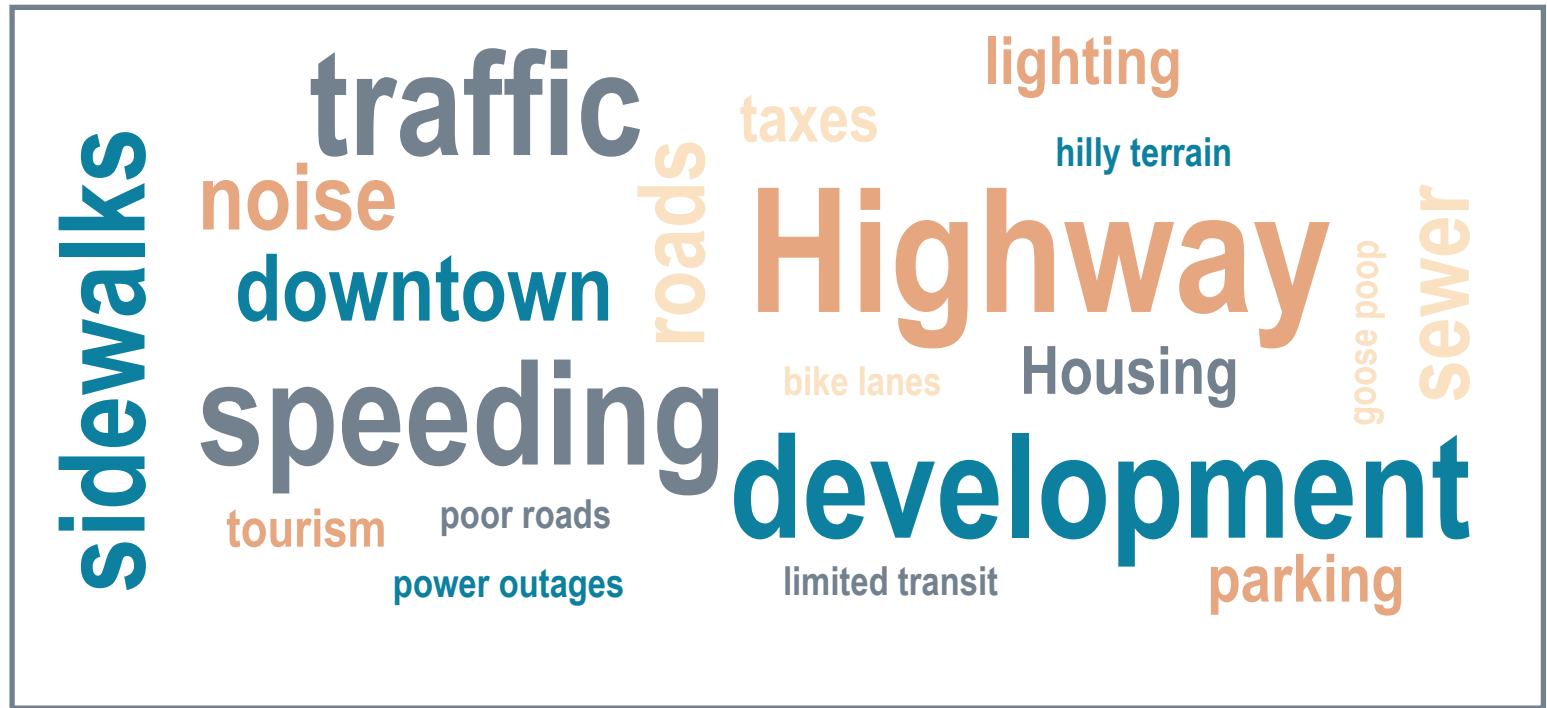 traffic
lighting
taxes
hilly terrain
sidewalks
noise
roads
Highway
sewer
downtown
goose poop
Housing
bike lanes
speeding
development
tourism
poor roads
power outages
limited transit
parking